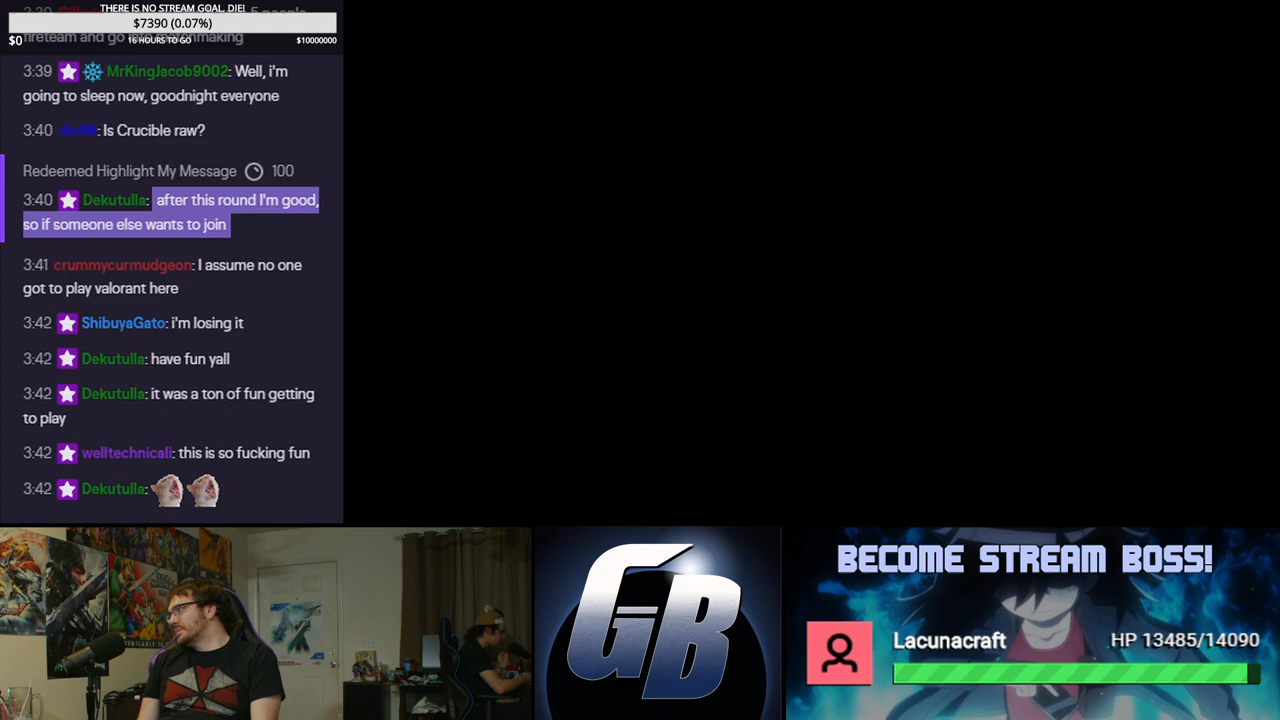 THERE IS NO STREAM GOAL. DIE!
$7390 (0.07%)
$0 16 HOURS TO GO $10000000
3:39 MrKingJacob9002: Well, i'm
going to sleep now, goodnight everyone
3:40 : Is Crucible raw?
Redeemed Highlight My Message 100
3:40 Dekutulla: after this round I'm good,
so if someone else wants to join
3:41 crummycurmudgeon: I assume no one
got to play valorant here
3:42 ShibuyaGato: i'm losing it
3:42 Dekutulla: have fun yall
3:42 Dekutulla: it was a ton of fun getting
to play
3:42 welltechnicali: this is so fucking fun
3:42 Dekutulla:
GB
BECOME STREAM BOSS!
Lacunacraft HP 13485/14090